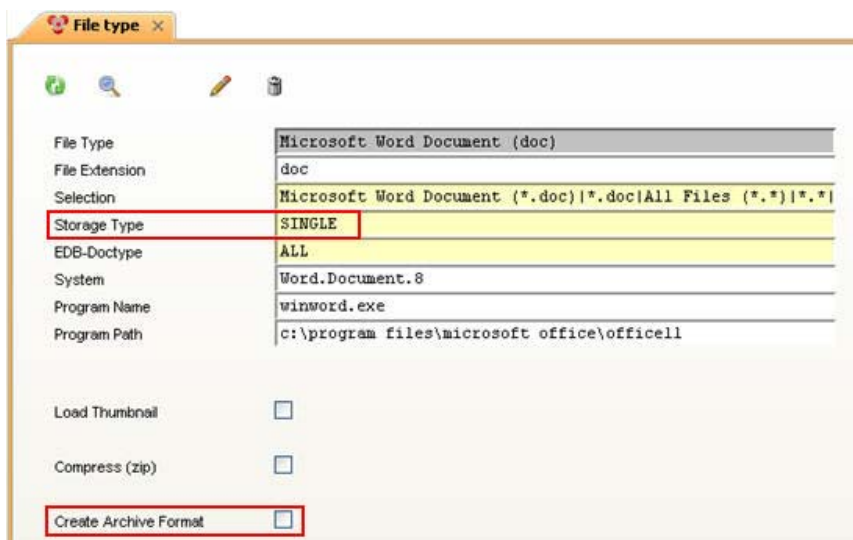 File type
File Type Microsoft Word Document (doc)
File Extension doc
Selection Microsoft Word Document (*.doc)|*.doc|All Files (*.*)|*.*|
Storage Type SINGLE
EDB-Doctype ALL
System Word.Document.8
Program Name winword.exe
Program Path c:\program files\microsoft office\office11
Load Thumbnail
Compress (zip)
Create Archive Format